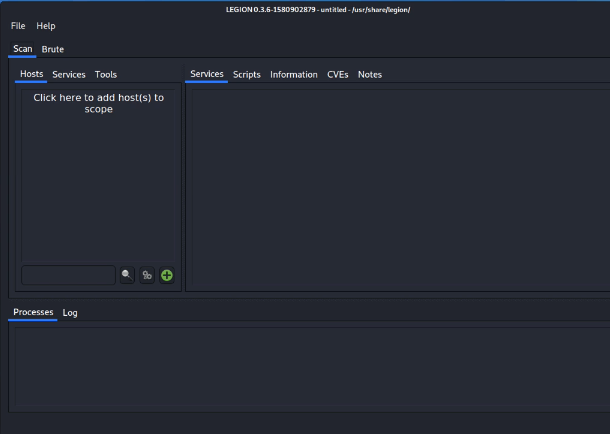 LEGION 0.3.6-1580902879 - untitled - /usr/share/legion/
File Help
Scan Brute
Hosts Services Tools
Services Scripts Information CVEs Notes
Click here to add host(s) to
scope
Processes Log